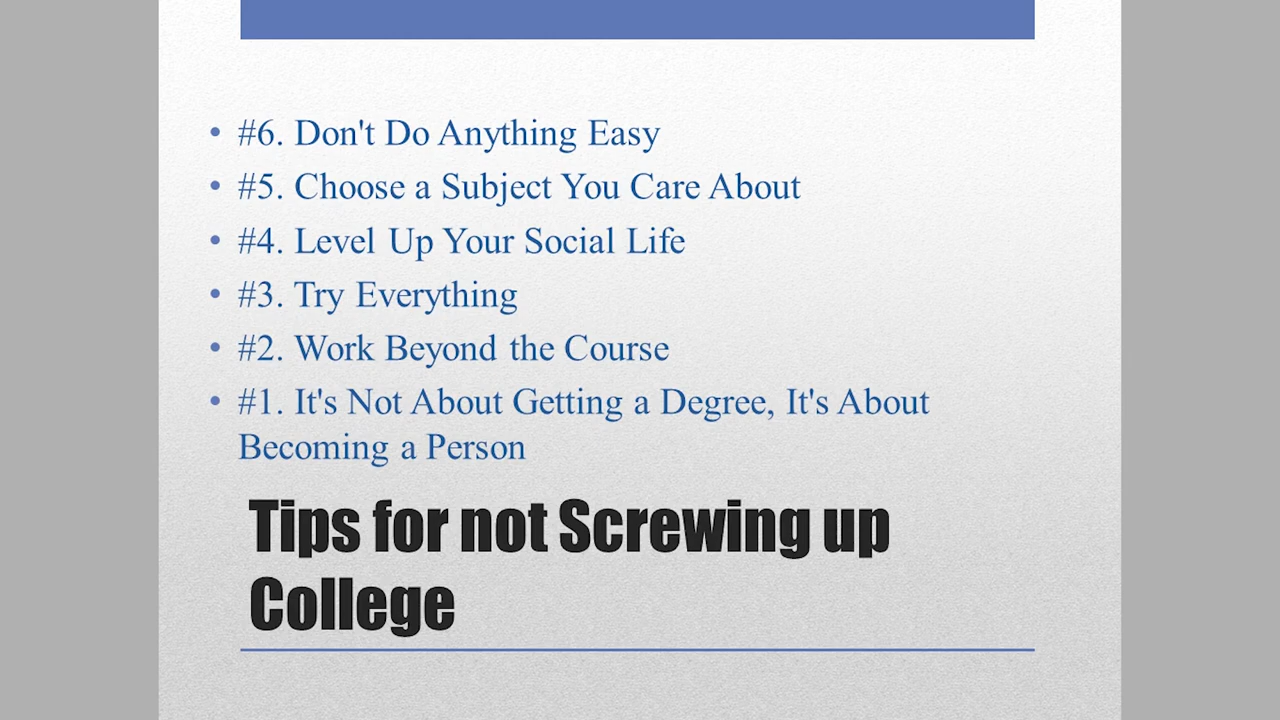 • #6. Don't Do Anything Easy
• #5. Choose a Subject You Care About
• #4. Level Up Your Social Life
• #3. Try Everything
• #2. Work Beyond the Course
• #1. It's Not About Getting a Degree, It's About
Becoming a Person
Tips for not Screwing up
College